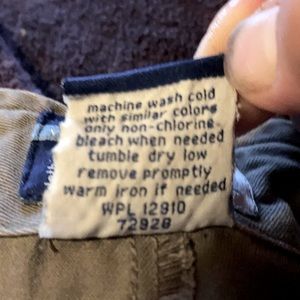 machine wash cold
with similar colors
only non-chlorine
bleach when needed
tumble dry low
remove promptly
warm iron if needed
WPL 12910
72928